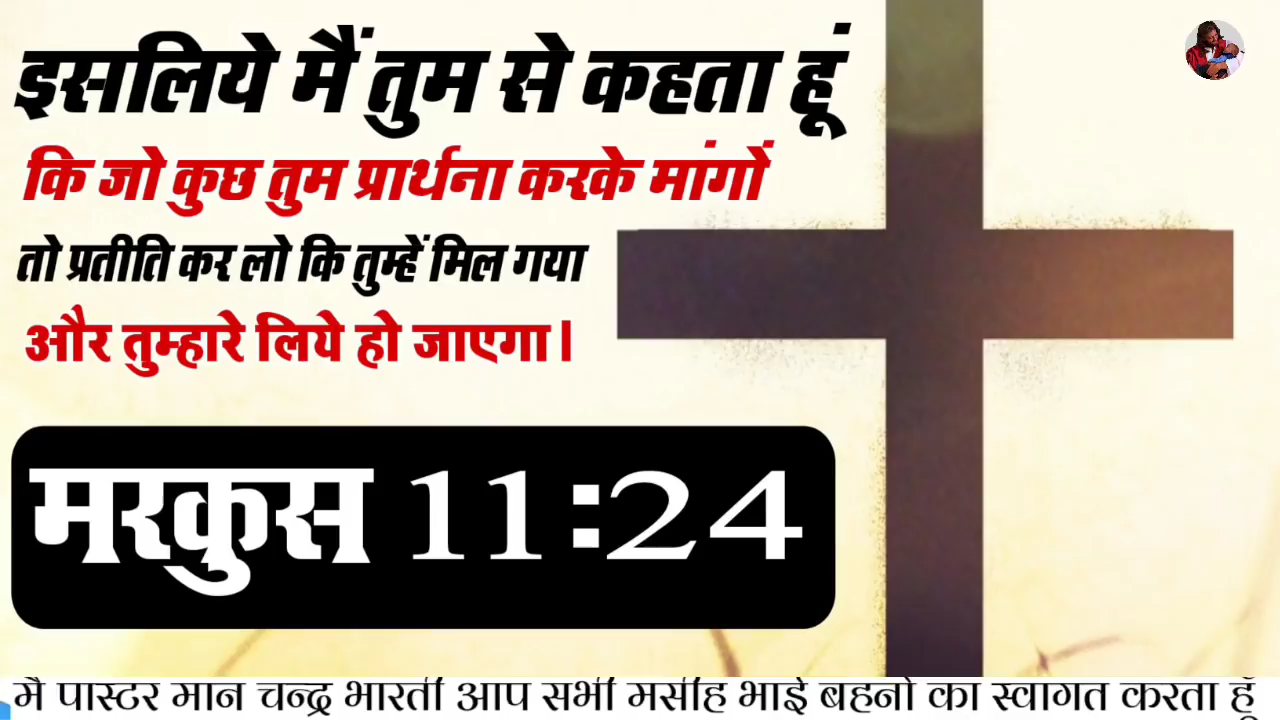 इसलिये मैं तुम से कहता हूं
कि जो कुछ तुम प्रार्थना करके मांगों
तो प्रतीति कर लो कि तुम्हें मिल गया
और तुम्हारे लिये हो जाएगा।
मरकुस 11:24
मै पास्टर मान चन्द्र भारती आप सभी मसीह भाई बहनो का स्वागत करता हूँ